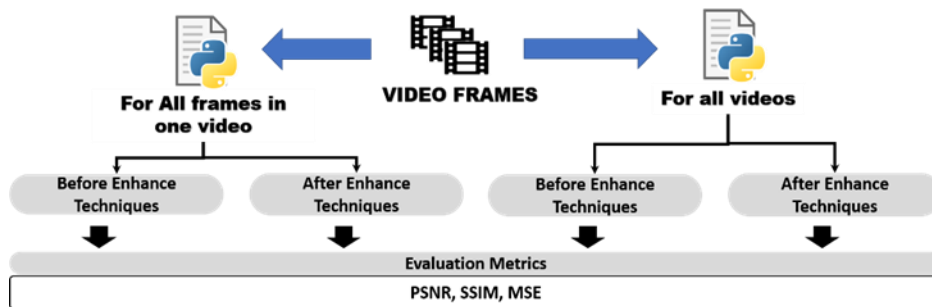 VIDEO FRAMES
For All frames in
one video
For all videos
Before Enhance
Techniques
After Enhance
Techniques
Before Enhance
Techniques
After Enhance
Techniques
Evaluation Metrics
PSNR, SSIM, MSE